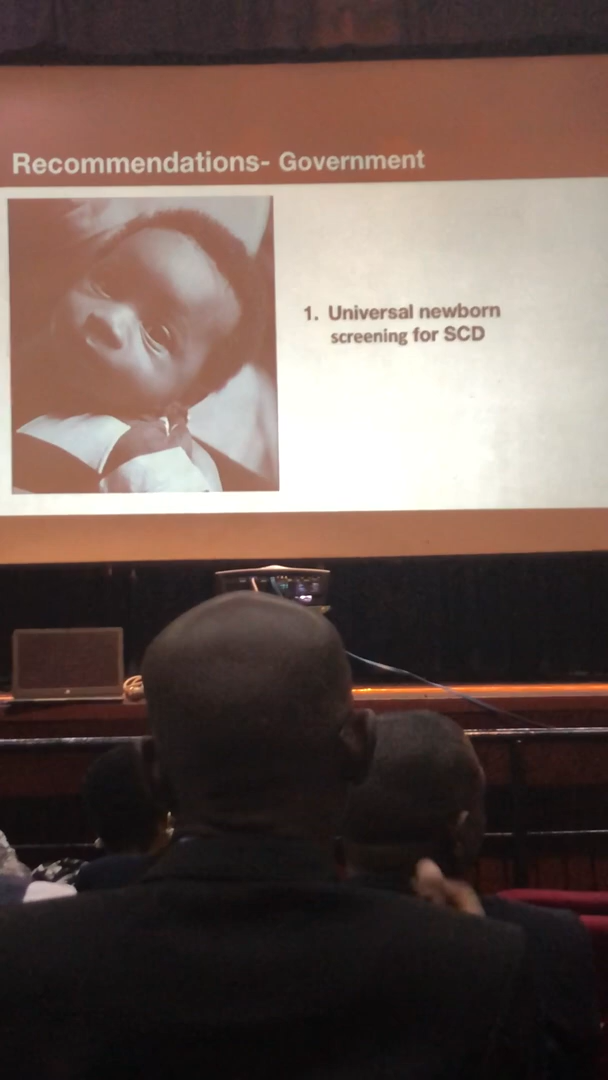 Recommendations- Government
1. Universal newborn
screening for SCD